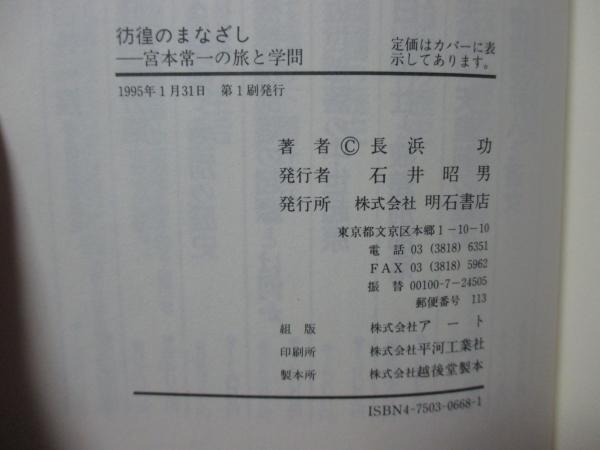 彷徨のまなざし
──宮本常一の旅と学問
定価はカバーに表
示してあります。
1995年1月31日　第1刷発行
著　者 Ⓒ 長　浜　　功
発行者　石　井　昭　男
発行所　株式会社 明石書店
東京都文京区本郷1-10-10
電　話 03 (3818) 6351
FAX 03 (3818) 5962
振　替 00100-7-24505
郵便番号 113
組　版　株式会社ア　ー　ト
印刷所　株式会社平河工業社
製本所　株式会社越後堂製本
ISBN4-7503-0668-1